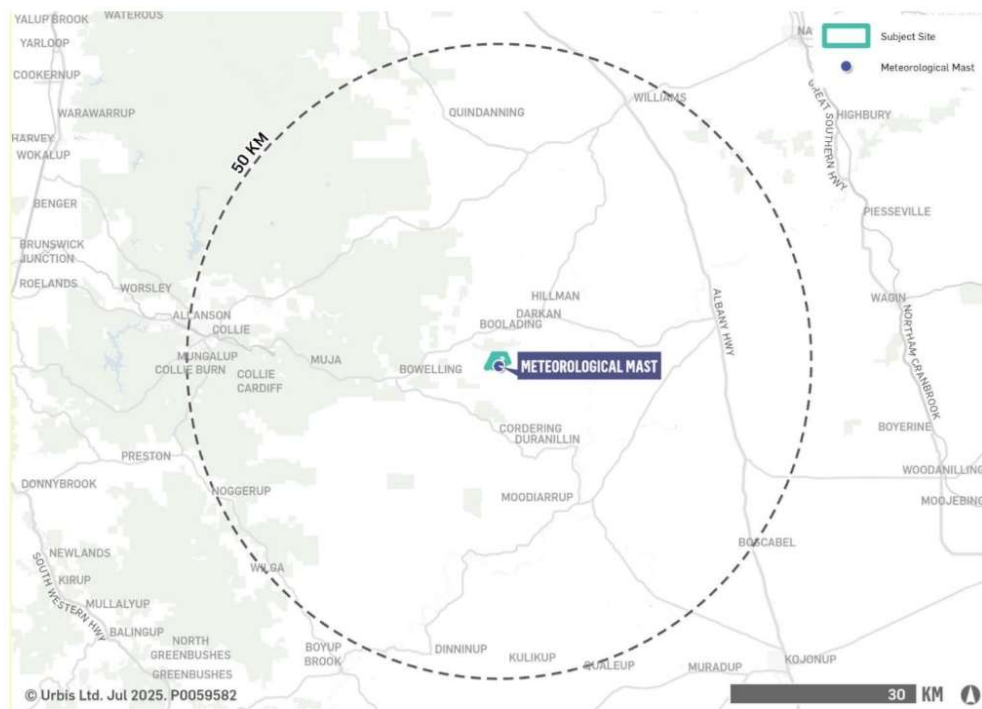 YALUP BROOK
WATEROUS
YARLOOP
COOKERNUP
WARAWARRUP
HARVEY
WOKALUP
BENGER
BRUNSWICK
JUNCTION
ROELANDS
WORSLEY
ALLANSON
COLLIE
MUNGALUP
COLLIE BURN
COLLIE
CARDIFF
MUJA
BOWELLING
PRESTON
DONNYBROOK
NOGGERUP
NEWLANDS
KIRUP
MULLALYUP
BALINGUP
NORTH
GREENBUSHES
GREENBUSHES
SOUTH WESTERN HWY
WILGA
BOYUP
BROOK
50 KM
QUINDANNING
WILLIAMS
HILLMAN
DARKAN
BOOLADING
METEOROLOGICAL MAST
CORDERING
DURANILLIN
MOODIARRUP
DINNINUP
KULIKUP
QUALEUP
MURADUP
KOJONUP
BOSCABEL
ALBANY HWY
NA
GREAT SOUTHERN HWY
HIGHBURY
PIESSEVILLE
WAGIN
NORTHAM CRANBROOK
BOYERINE
WOODANILLING
MOOJEBING
Subject Site
Meteorological Mast
© Urbis Ltd. Jul 2025. P0059582
30 KM